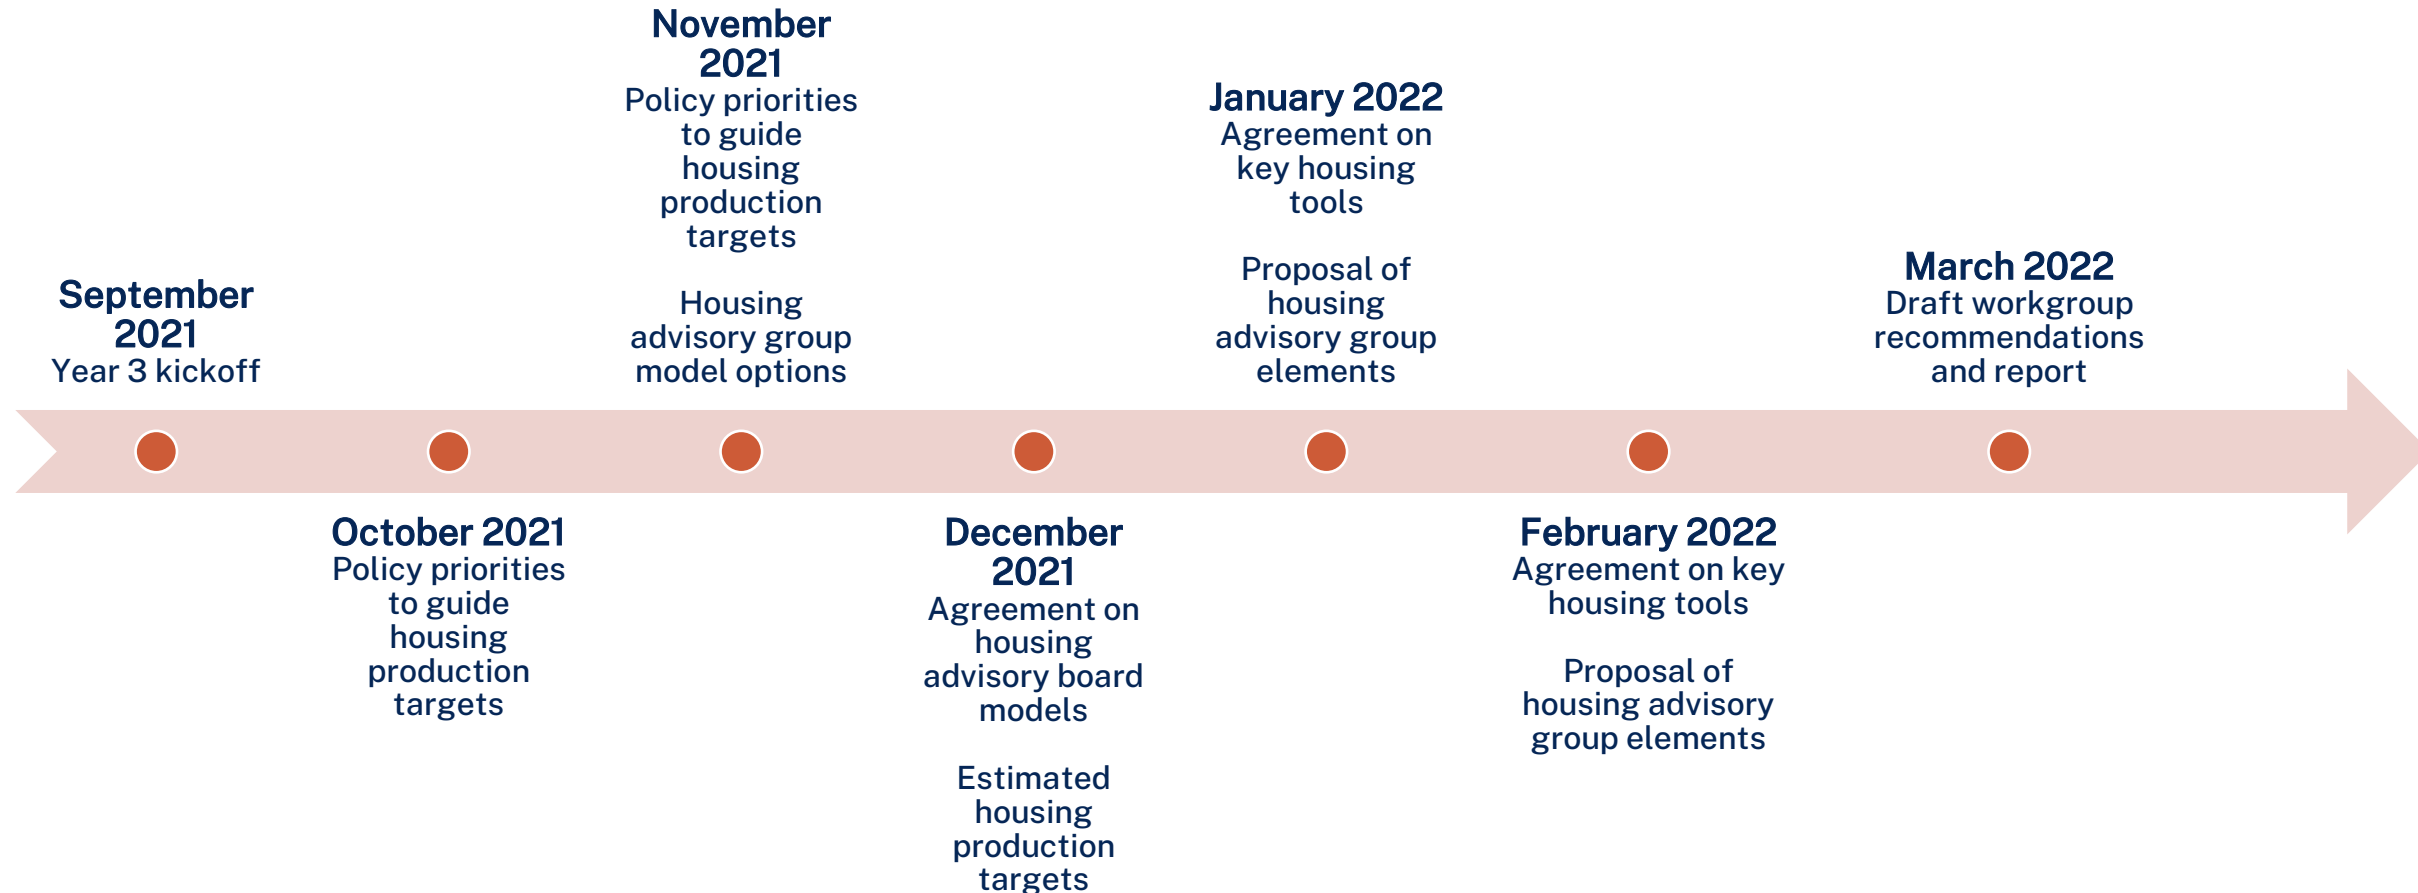 September
2021
Year 3 kickoff
October 2021
Policy priorities
to guide
housing
production
targets
November
2021
Policy priorities
to guide
housing
production
targets
Housing
advisory group
model options
December
2021
Agreement on
housing
advisory board
models
Estimated
housing
production
targets
January 2022
Agreement on
key housing
tools
Proposal of
housing
advisory group
elements
February 2022
Agreement on key
housing tools
Proposal of
housing advisory
group elements
March 2022
Draft workgroup
recommendations
and report